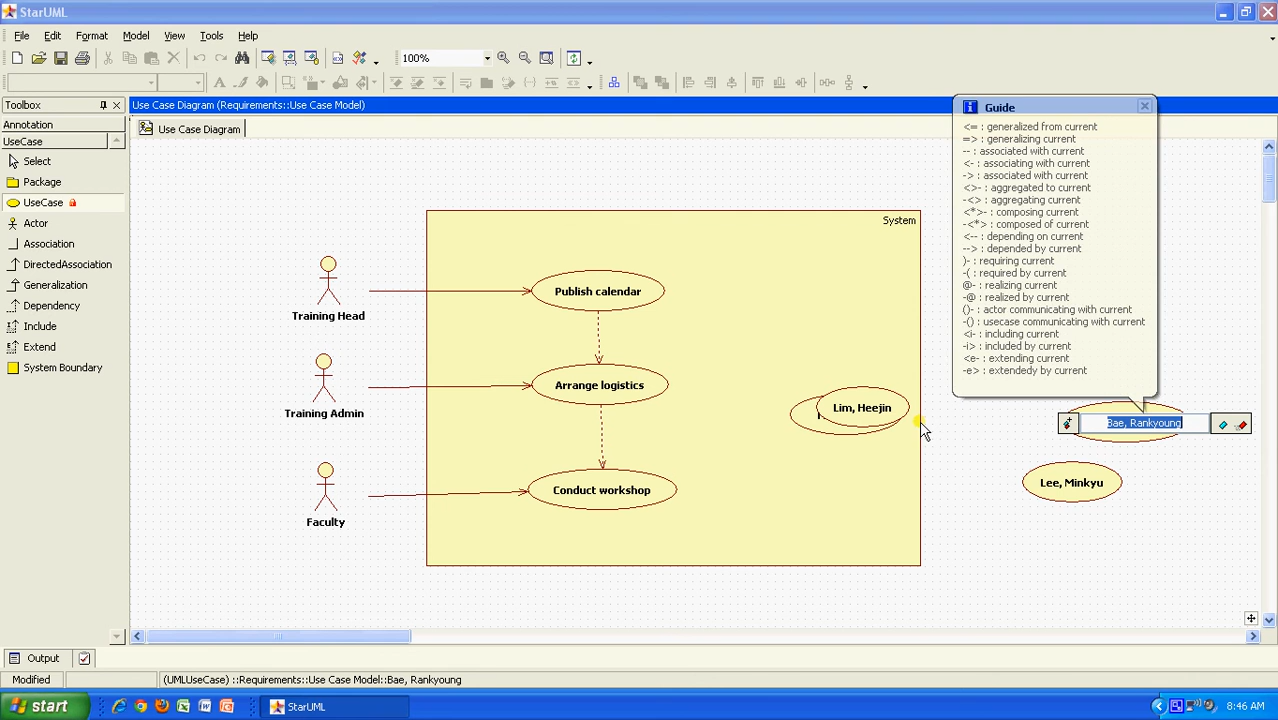 StarUML
File Edit Format Model View Tools Help
100%
Toolbox
Use Case Diagram (Requirements::Use Case Model)
Annotation
UseCase
Use Case Diagram
Select
Package
UseCase
Actor
Association
DirectedAssociation
Generalization
Dependency
Include
Extend
System Boundary
System
Training Head
Publish calendar
Training Admin
Arrange logistics
Faculty
Conduct workshop
Lim, Heejin
Guide
<= : generalized from current
=> : generalizing current
-- : associated with current
<- : associating with current
-> : associated with current
<>- : aggregated to current
-<> : aggregating current
<*>- : composing current
-<*> : composed of current
<-- : depending on current
--> : depended by current
)- : requiring current
-( : required by current
@- : realizing current
-@ : realized by current
()- : actor communicating with current
-() : usecase communicating with current
<i- : including current
-i> : included by current
<e- : extending current
-e> : extendedy by current
Bae, Rankyoung
Lee, Minkyu
Output
Modified
(UMLUseCase) ::Requirements::Use Case Model::Bae, Rankyoung
start
StarUML
8:46 AM